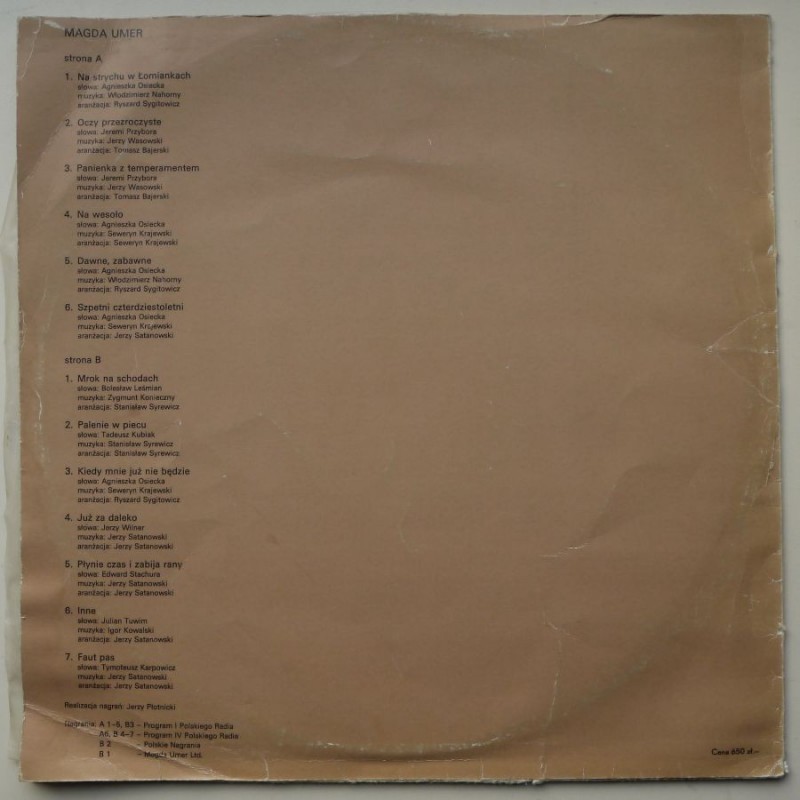 MAGDA UMER
strona A
1. Na strychu w Łomiankach
słowa: Agnieszka Osiecka
muzyka: Włodzimierz Nahorny
aranżacja: Ryszard Sygitowicz
2. Oczy przezroczyste
słowa: Jeremi Przybora
muzyka: Jerzy Wasowski
aranżacja: Tomasz Bajerski
3. Panienka z temperamentem
słowa: Jeremi Przybora
muzyka: Jerzy Wasowski
aranżacja: Tomasz Bajerski
4. Na wesoło
słowa: Agnieszka Osiecka
muzyka: Seweryn Krajewski
aranżacja: Seweryn Krajewski
5. Dawne, zabawne
słowa: Agnieszka Osiecka
muzyka: Włodzimierz Nahorny
aranżacja: Ryszard Sygitowicz
6. Szpetni czterdziestoletni
słowa: Agnieszka Osiecka
muzyka: Seweryn Krajewski
aranżacja: Jerzy Satanowski
strona B
1. Mrok na schodach
słowa: Bolesław Leśmian
muzyka: Zygmunt Konieczny
aranżacja: Stanisław Syrewicz
2. Palenie w piecu
słowa: Tadeusz Kubiak
muzyka: Stanisław Syrewicz
aranżacja: Stanisław Syrewicz
3. Kiedy mnie już nie będzie
słowa: Agnieszka Osiecka
muzyka: Seweryn Krajewski
aranżacja: Ryszard Sygitowicz
4. Już za daleko
słowa: Jerzy Wilner
muzyka: Jerzy Satanowski
aranżacja: Jerzy Satanowski
5. Płynie czas i zabija rany
słowa: Edward Stachura
muzyka: Jerzy Satanowski
aranżacja: Jerzy Satanowski
6. Inne
słowa: Julian Tuwim
muzyka: Igor Kowalski
aranżacja: Jerzy Satanowski
7. Faut pas
słowa: Tymoteusz Karpowicz
muzyka: Jerzy Satanowski
aranżacja: Jerzy Satanowski
Realizacja nagrań: Jerzy Płotnicki
A 1–5, B3 – Program I Polskiego Radia
A6, B 4–7 – Program IV Polskiego Radia
B 2 – Polskie Nagrania
B 1 – Magda Umer Ltd.
Cena 650 zł.–